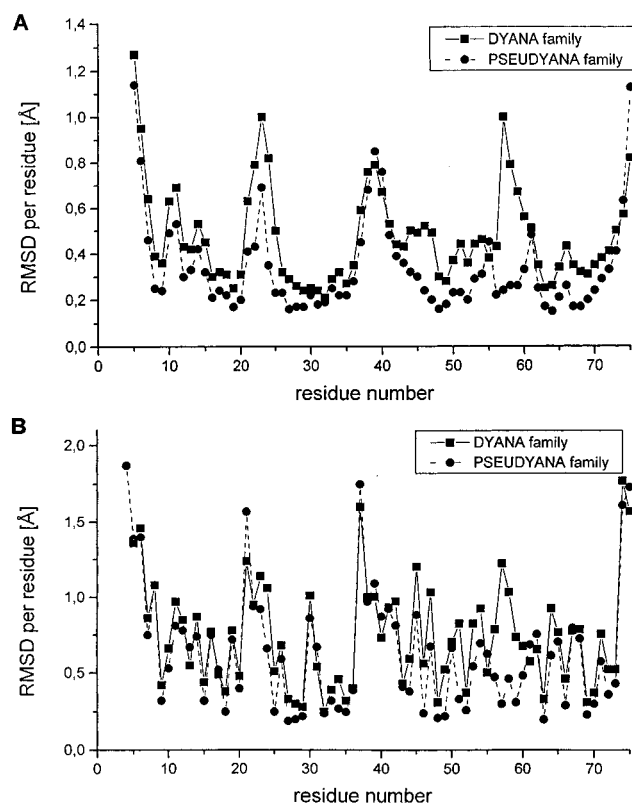 A
DYANA family
PSEUDYANA family
RMSD per residue [Å]
1,4
1,2
1,0
0,8
0,6
0,4
0,2
0,0
0 10 20 30 40 50 60 70
residue number
B
DYANA family
PSEUDYANA family
RMSD per residue [Å]
2,0
1,5
1,0
0,5
0,0
0 10 20 30 40 50 60 70
residue number